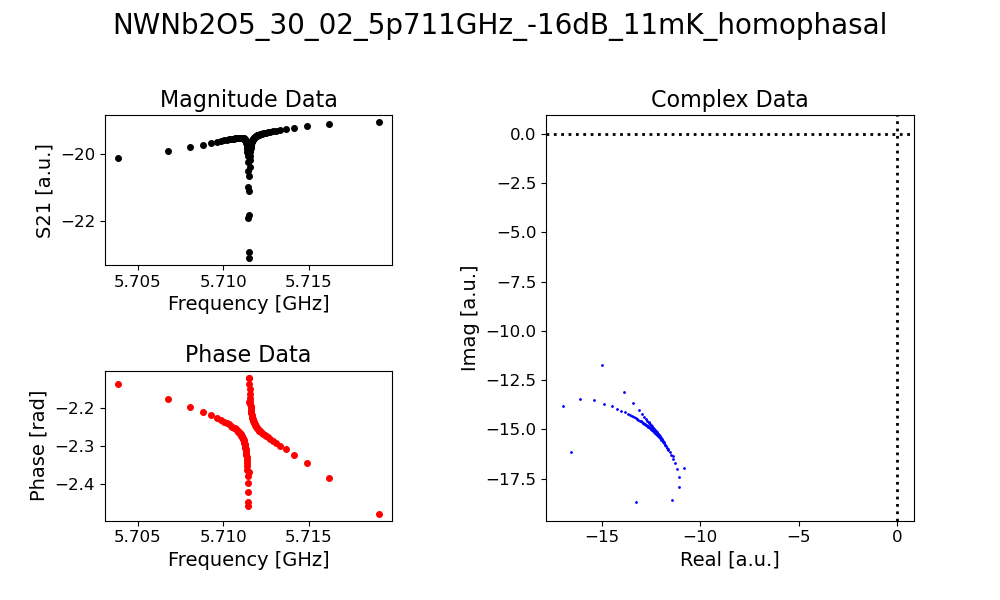 NWNb2O5_30_02_5p711GHz_-16dB_11mK_homophasal
Magnitude Data
S21 [a.u.]
−20
−22
5.705 5.710 5.715
Frequency [GHz]
Phase Data
Phase [rad]
−2.2
−2.3
−2.4
5.705 5.710 5.715
Frequency [GHz]
Complex Data
Imag [a.u.]
0.0
−2.5
−5.0
−7.5
−10.0
−12.5
−15.0
−17.5
−15 −10 −5 0
Real [a.u.]